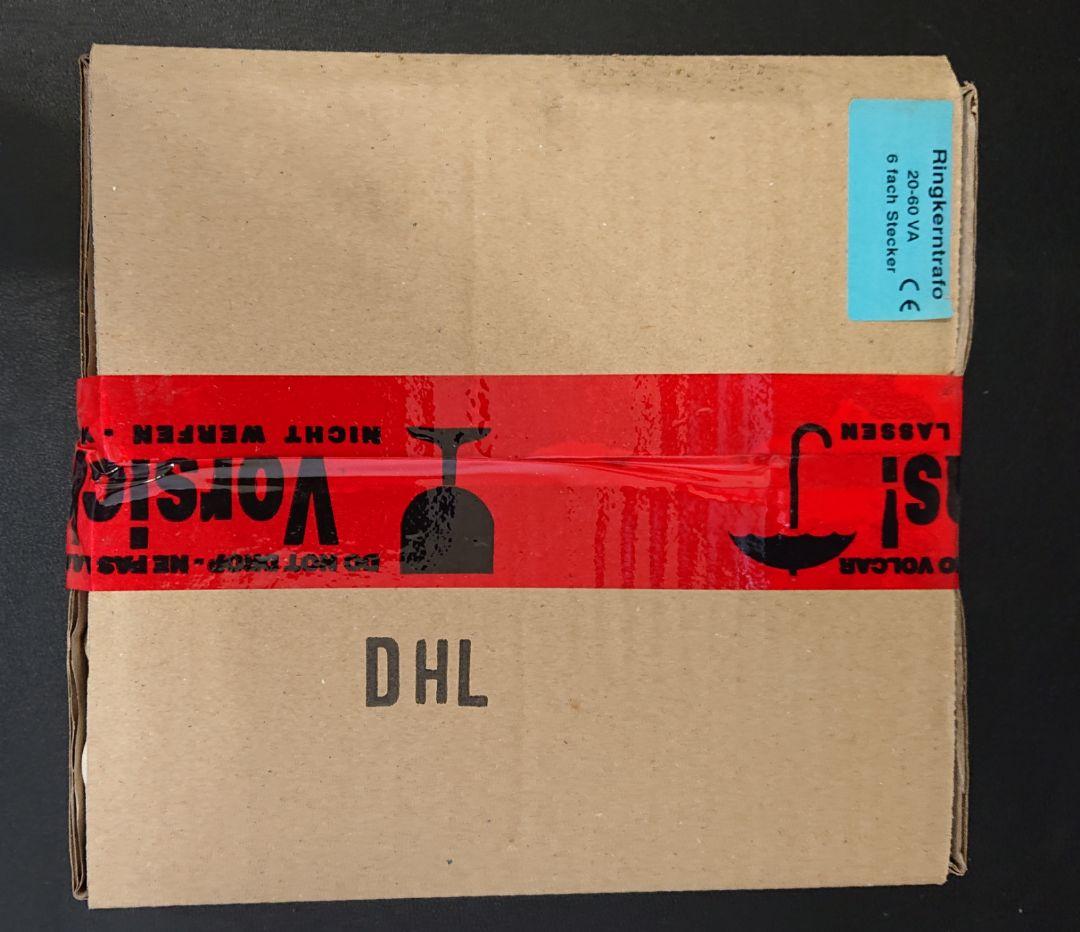 Ringkerntrafo
20-60 VA
6 fach Stecker
CE
O VOLCAR
s!
LASSEN
DO NOT DROP - NE PAS
Vorsic
NICHT WERFEN -
DHL